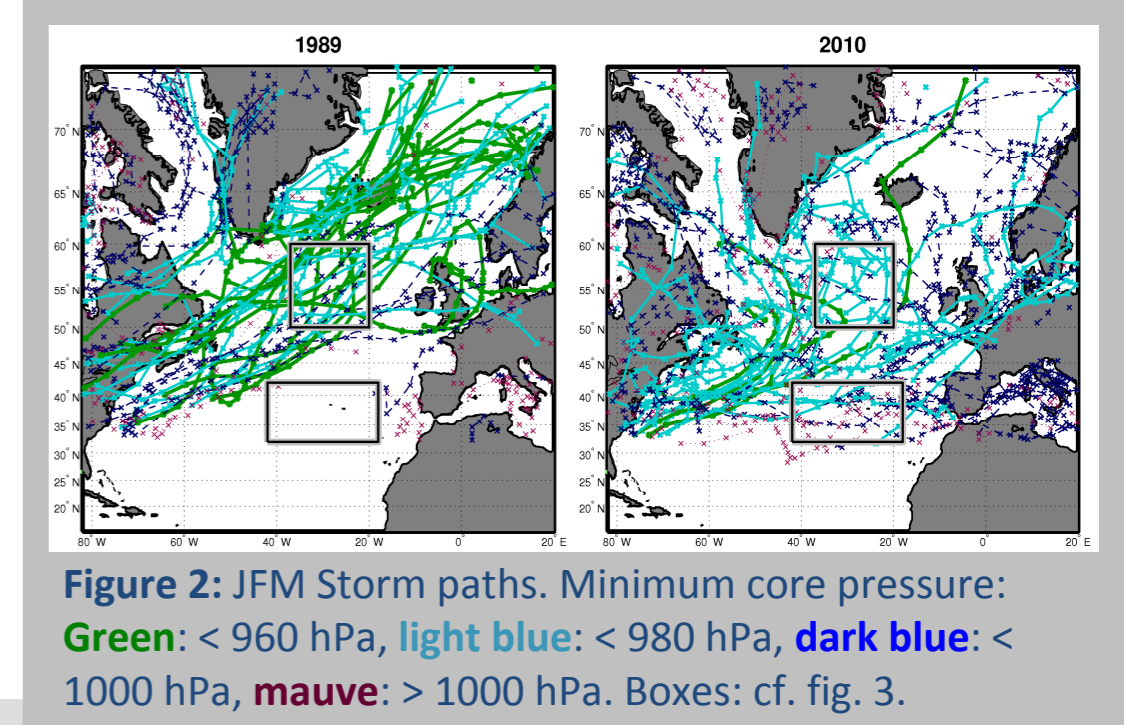 1989 2010
70° N 70° N
65° N 65° N
60° N 60° N
55° N 55° N
50° N 50° N
45° N 45° N
40° N 40° N
35° N 35° N
30° N 30° N
25° N 25° N
20° N 20° N
80° W 60° W 40° W 20° W 0° 20° E 80° W 60° W 40° W 20° W 0° 20° E
Figure 2: JFM Storm paths. Minimum core pressure:
Green: < 960 hPa, light blue: < 980 hPa, dark blue: <
1000 hPa, mauve: > 1000 hPa. Boxes: cf. fig. 3.